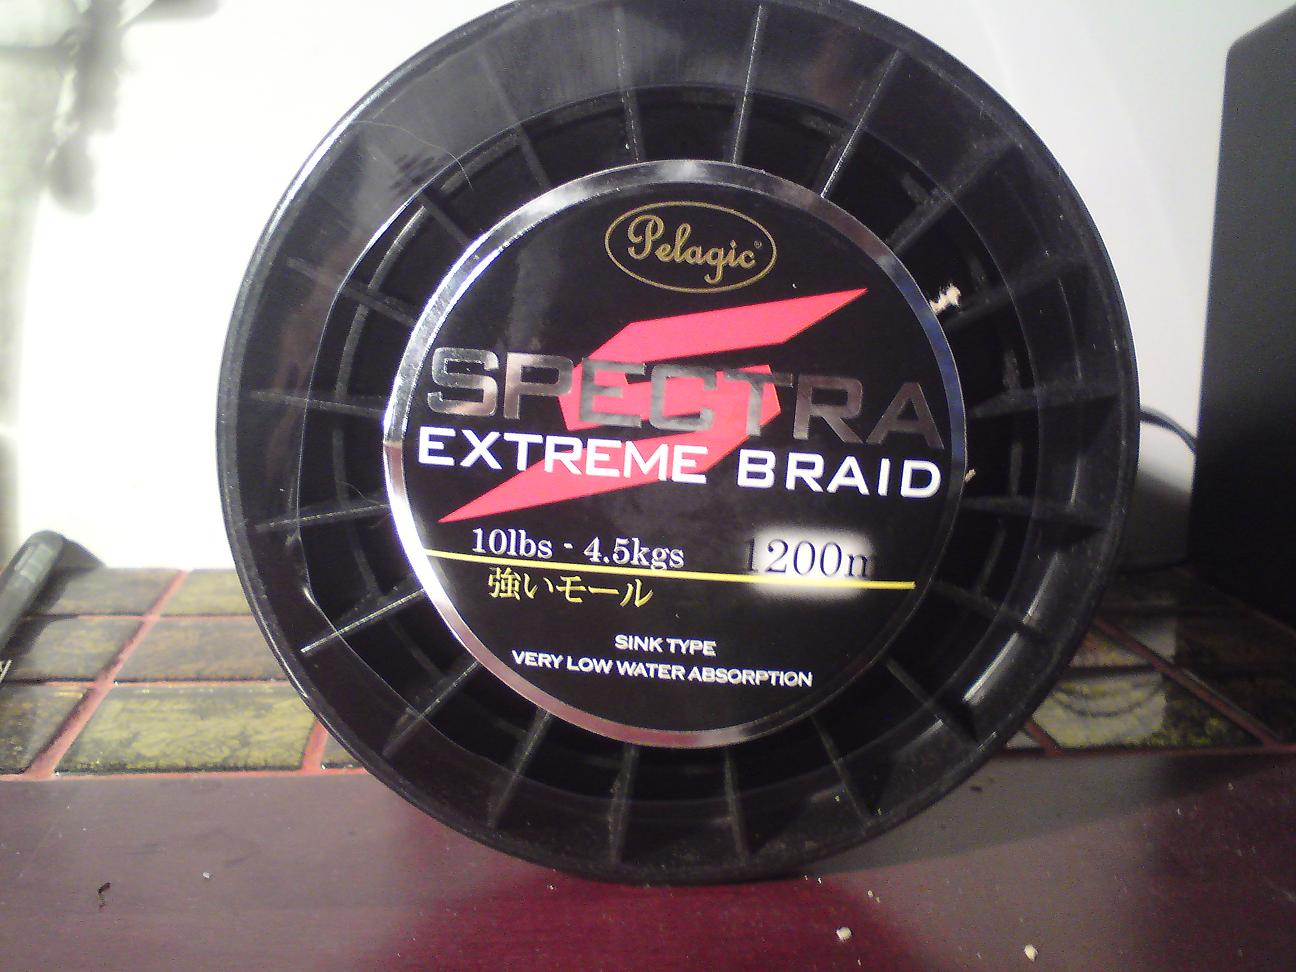 Pelagic
SPECTRA
EXTREME BRAID
10lbs - 4.5kgs 1200m
強いモール
SINK TYPE
VERY LOW WATER ABSORPTION